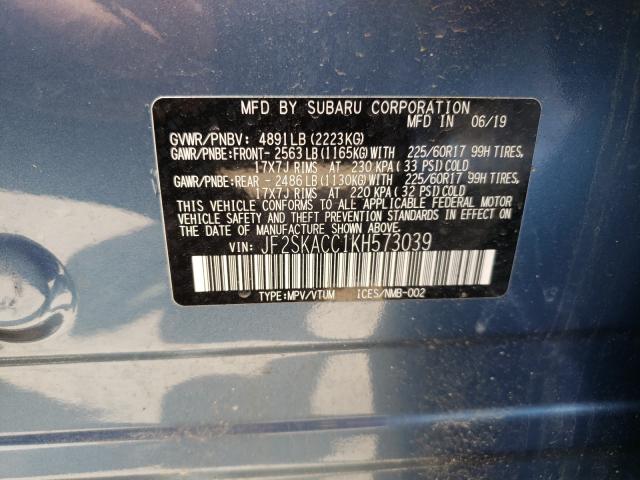 MFD BY SUBARU CORPORATION
MFD IN 06/19
GVWR/PNBV: 4891LB (2223KG)
GAWR/PNBE:FRONT- 2563LB (1165KG)WITH 225/60R17 99H TIRES,
17X7J RIMS AT 230 KPA ( 33 PSI) COLD
GAWR/PNBE:REAR - 2486LB (1130KG)WITH 225/60R17 99H TIRES,
17X7J RIMS AT 220 KPA ( 32 PSI) COLD
THIS VEHICLE CONFORMS TO ALL APPLICABLE FEDERAL MOTOR
VEHICLE SAFETY AND THEFT PREVENTION STANDARDS IN EFFECT ON
THE DATE OF MANUFACTURE SHOWN ABOVE.
VIN: JF2SKACC1KH573039
TYPE:MPV/VTUM ICES/NMB-002